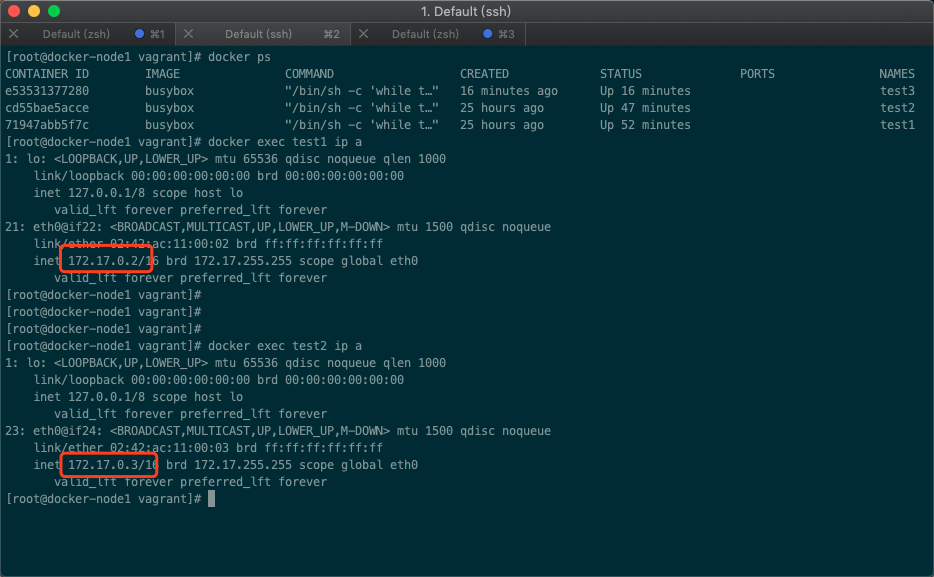 1. Default (ssh)
Default (zsh) ⌘1 Default (ssh) ⌘2 Default (zsh) ⌘3
[root@docker-node1 vagrant]# docker ps
CONTAINER ID IMAGE COMMAND CREATED STATUS PORTS NAMES
e53531377280 busybox "/bin/sh -c 'while t…" 16 minutes ago Up 16 minutes test3
cd55bae5acce busybox "/bin/sh -c 'while t…" 25 hours ago Up 47 minutes test2
71947abb5f7c busybox "/bin/sh -c 'while t…" 25 hours ago Up 52 minutes test1
[root@docker-node1 vagrant]# docker exec test1 ip a
1: lo: <LOOPBACK,UP,LOWER_UP> mtu 65536 qdisc noqueue qlen 1000
link/loopback 00:00:00:00:00:00 brd 00:00:00:00:00:00
inet 127.0.0.1/8 scope host lo
valid_lft forever preferred_lft forever
21: eth0@if22: <BROADCAST,MULTICAST,UP,LOWER_UP,M-DOWN> mtu 1500 qdisc noqueue
link/ether 02:42:ac:11:00:02 brd ff:ff:ff:ff:ff:ff
inet 172.17.0.2/16 brd 172.17.255.255 scope global eth0
valid_lft forever preferred_lft forever
[root@docker-node1 vagrant]#
[root@docker-node1 vagrant]#
[root@docker-node1 vagrant]#
[root@docker-node1 vagrant]# docker exec test2 ip a
1: lo: <LOOPBACK,UP,LOWER_UP> mtu 65536 qdisc noqueue qlen 1000
link/loopback 00:00:00:00:00:00 brd 00:00:00:00:00:00
inet 127.0.0.1/8 scope host lo
valid_lft forever preferred_lft forever
23: eth0@if24: <BROADCAST,MULTICAST,UP,LOWER_UP,M-DOWN> mtu 1500 qdisc noqueue
link/ether 02:42:ac:11:00:03 brd ff:ff:ff:ff:ff:ff
inet 172.17.0.3/16 brd 172.17.255.255 scope global eth0
valid_lft forever preferred_lft forever
[root@docker-node1 vagrant]#